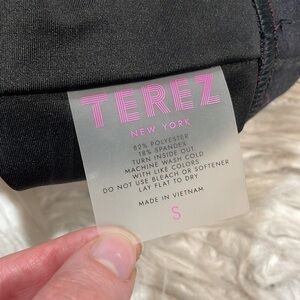 TEREZ
NEW YORK
82% POLYESTER
18% SPANDEX
TURN INSIDE OUT
MACHINE WASH COLD
WITH LIKE COLORS
DO NOT USE BLEACH OR SOFTENER
LAY FLAT TO DRY
MADE IN VIETNAM
S